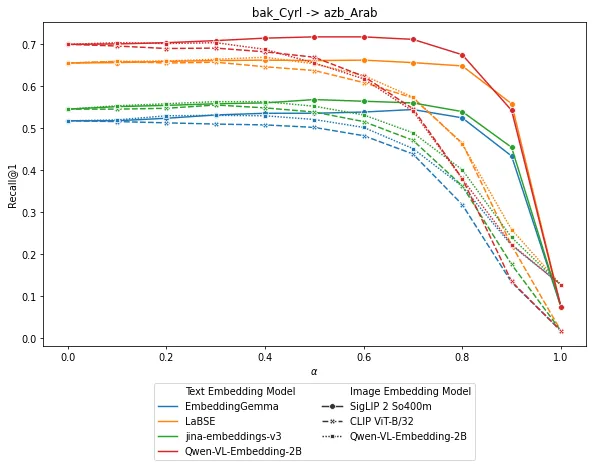 bak_Cyrl -> azb_Arab
Recall@1
0.7
0.6
0.5
0.4
0.3
0.2
0.1
0.0
0.0 0.2 0.4 0.6 0.8 1.0
α
Text Embedding Model
EmbeddingGemma
LaBSE
jina-embeddings-v3
Qwen-VL-Embedding-2B
Image Embedding Model
SigLIP 2 So400m
CLIP ViT-B/32
Qwen-VL-Embedding-2B